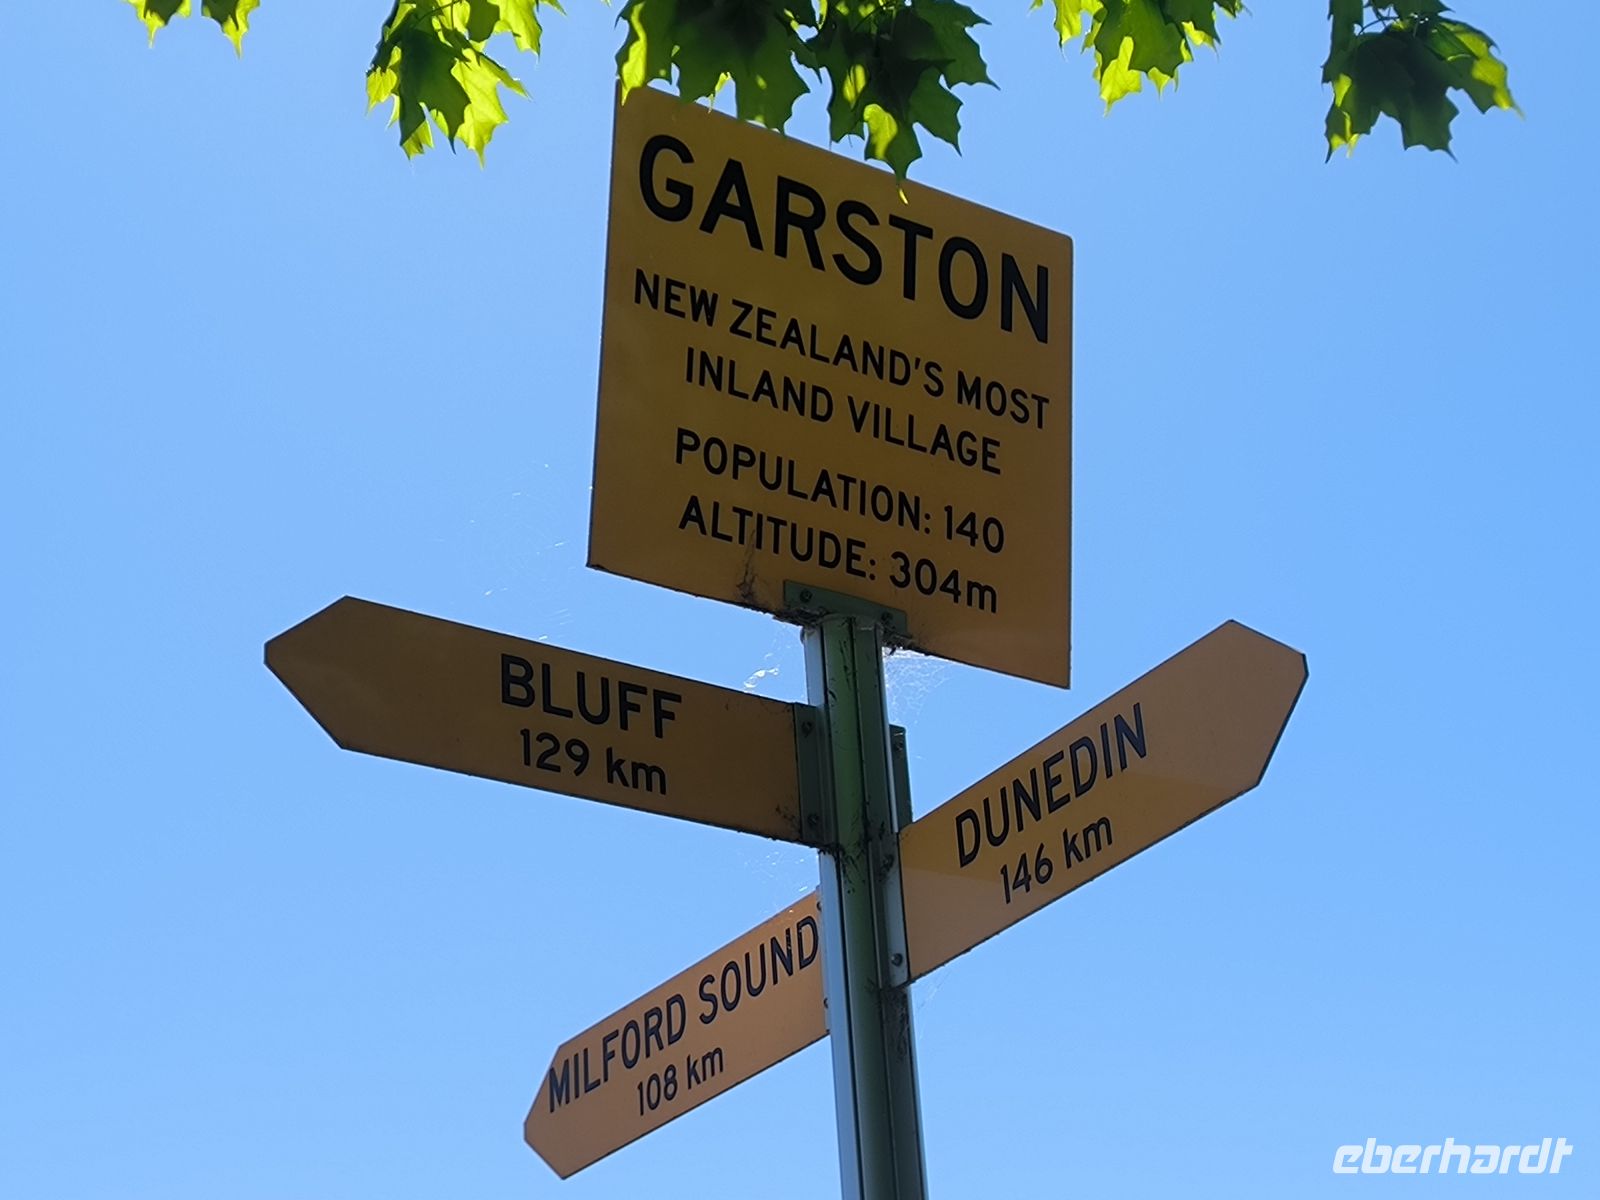 GARSTON
NEW ZEALAND'S MOST
INLAND VILLAGE
POPULATION: 140
ALTITUDE: 304m
BLUFF
129 km
DUNEDIN
146 km
MILFORD SOUND
108 km
eberhardt